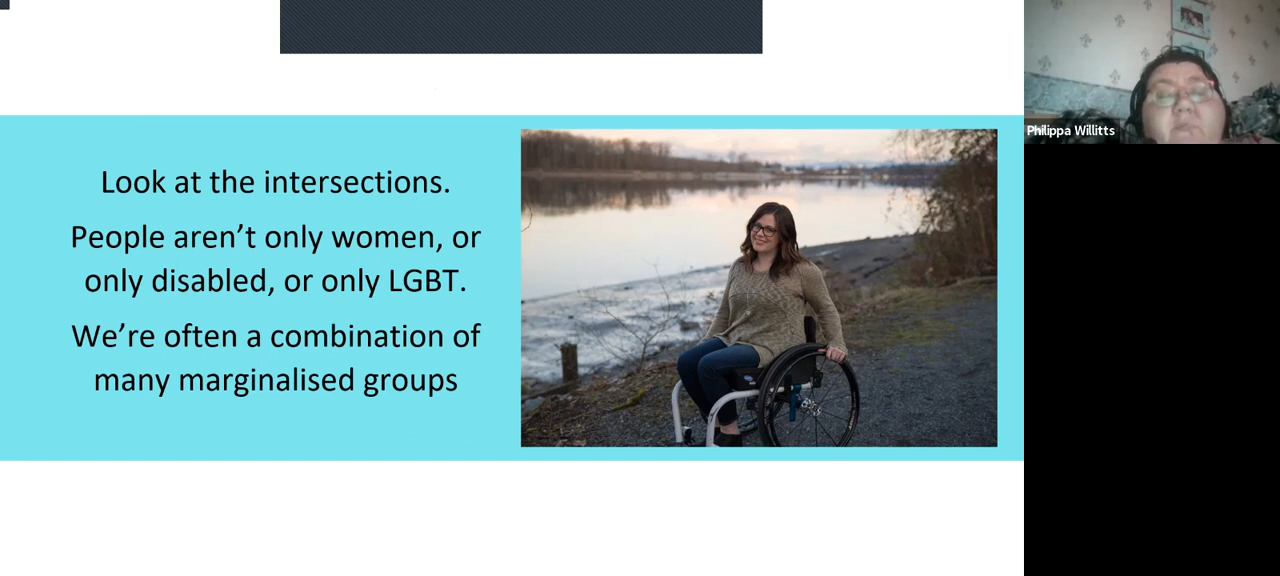 Look at the intersections.
People aren’t only women, or
only disabled, or only LGBT.
We’re often a combination of
many marginalised groups
Philippa Willitts